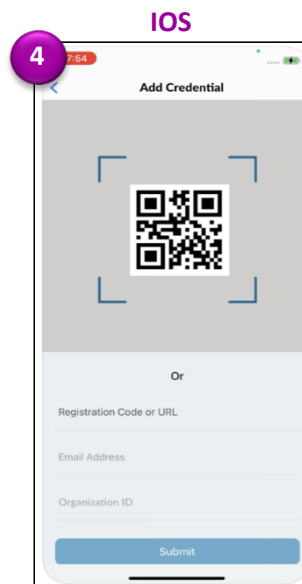 IOS
4
7:54
Add Credential
Or
Registration Code or URL
Email Address
Organization ID
Submit